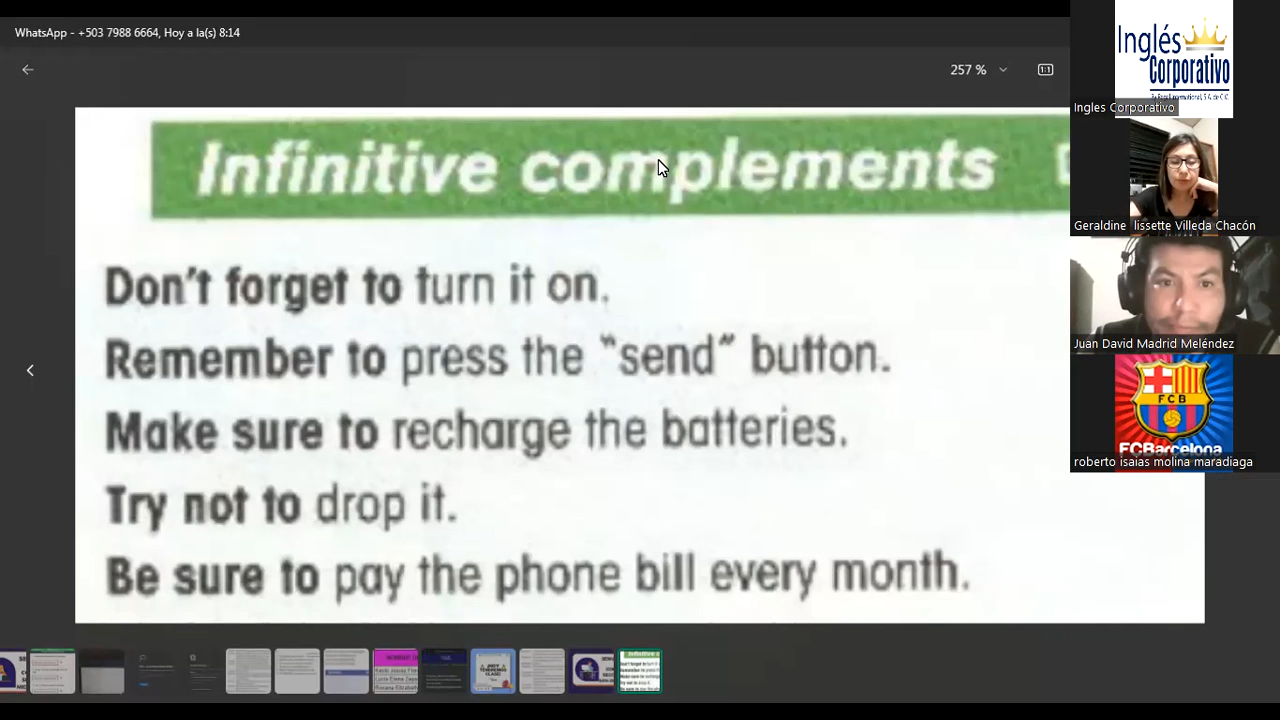 WhatsApp - +503 7988 6664, Hoy a la(s) 8:14
257 %
1:1
Infinitive complements
Don't forget to turn it on.
Remember to press the "send" button.
Make sure to recharge the batteries.
Try not to drop it.
Be sure to pay the phone bill every month.
Inglés
Corporativo
Ingles Corporativo
Geraldine lissette Villeda Chacón
Juan David Madrid Meléndez
FCB
FCBarcelona
roberto isaias molina maradiaga